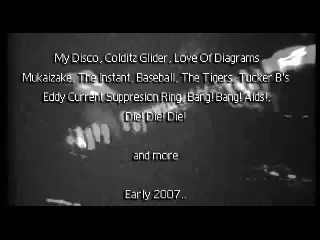 My Disco, Colditz Glider, Love Of Diagrams
Mukaizake, The Instant, Baseball, The Tigers, Tucker B's
Eddy Current Suppresion Ring, Bang! Bang! Aids!,
Die! Die! Die!
and more
Early 2007..